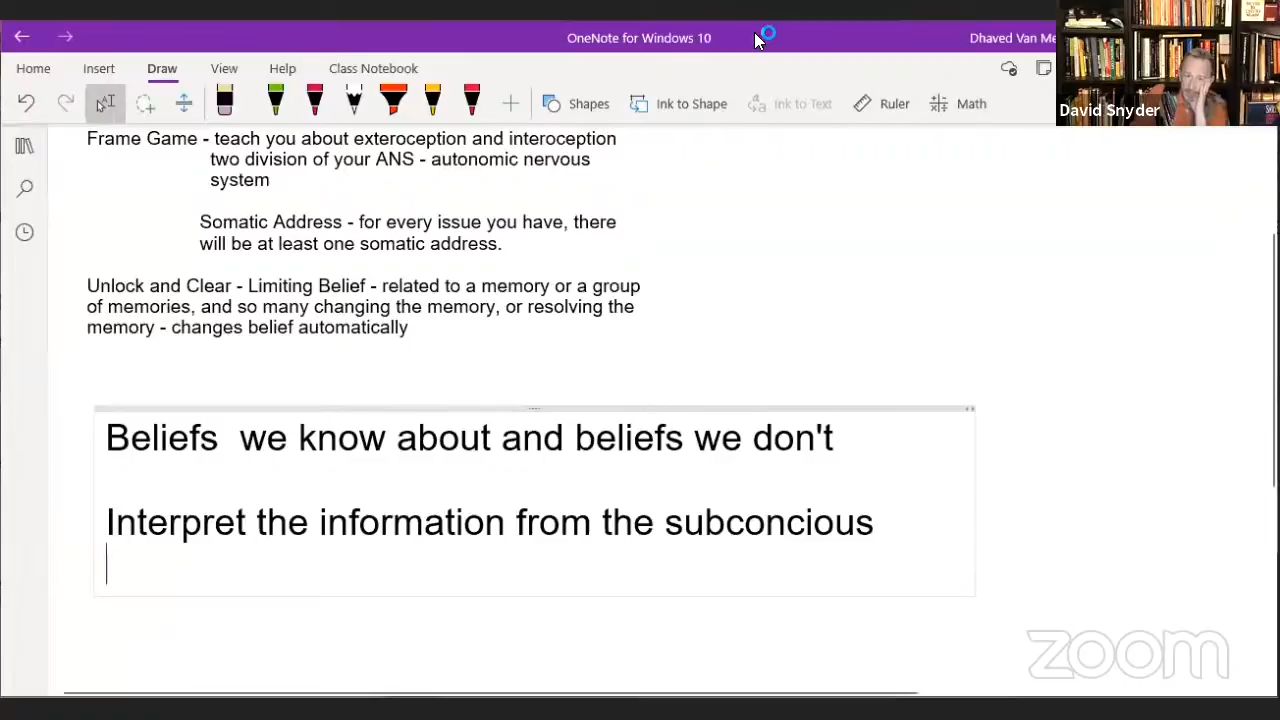 OneNote for Windows 10
Dhaved Van Me
Home Insert Draw View Help Class Notebook
Shapes Ink to Shape Ink to Text Ruler Math
David Snyder
Frame Game - teach you about exteroception and interoception
two division of your ANS - autonomic nervous
system
Somatic Address - for every issue you have, there
will be at least one somatic address.
Unlock and Clear - Limiting Belief - related to a memory or a group
of memories, and so many changing the memory, or resolving the
memory - changes belief automatically
Beliefs we know about and beliefs we don't
Interpret the information from the subconcious
zoom